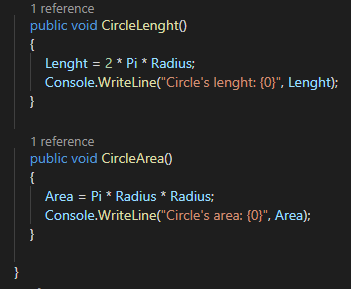 1 reference
public void CircleLenght()
{
Lenght = 2 * Pi * Radius;
Console.WriteLine("Circle's lenght: {0}", Lenght);
}
1 reference
public void CircleArea()
{
Area = Pi * Radius * Radius;
Console.WriteLine("Circle's area: {0}", Area);
}
}